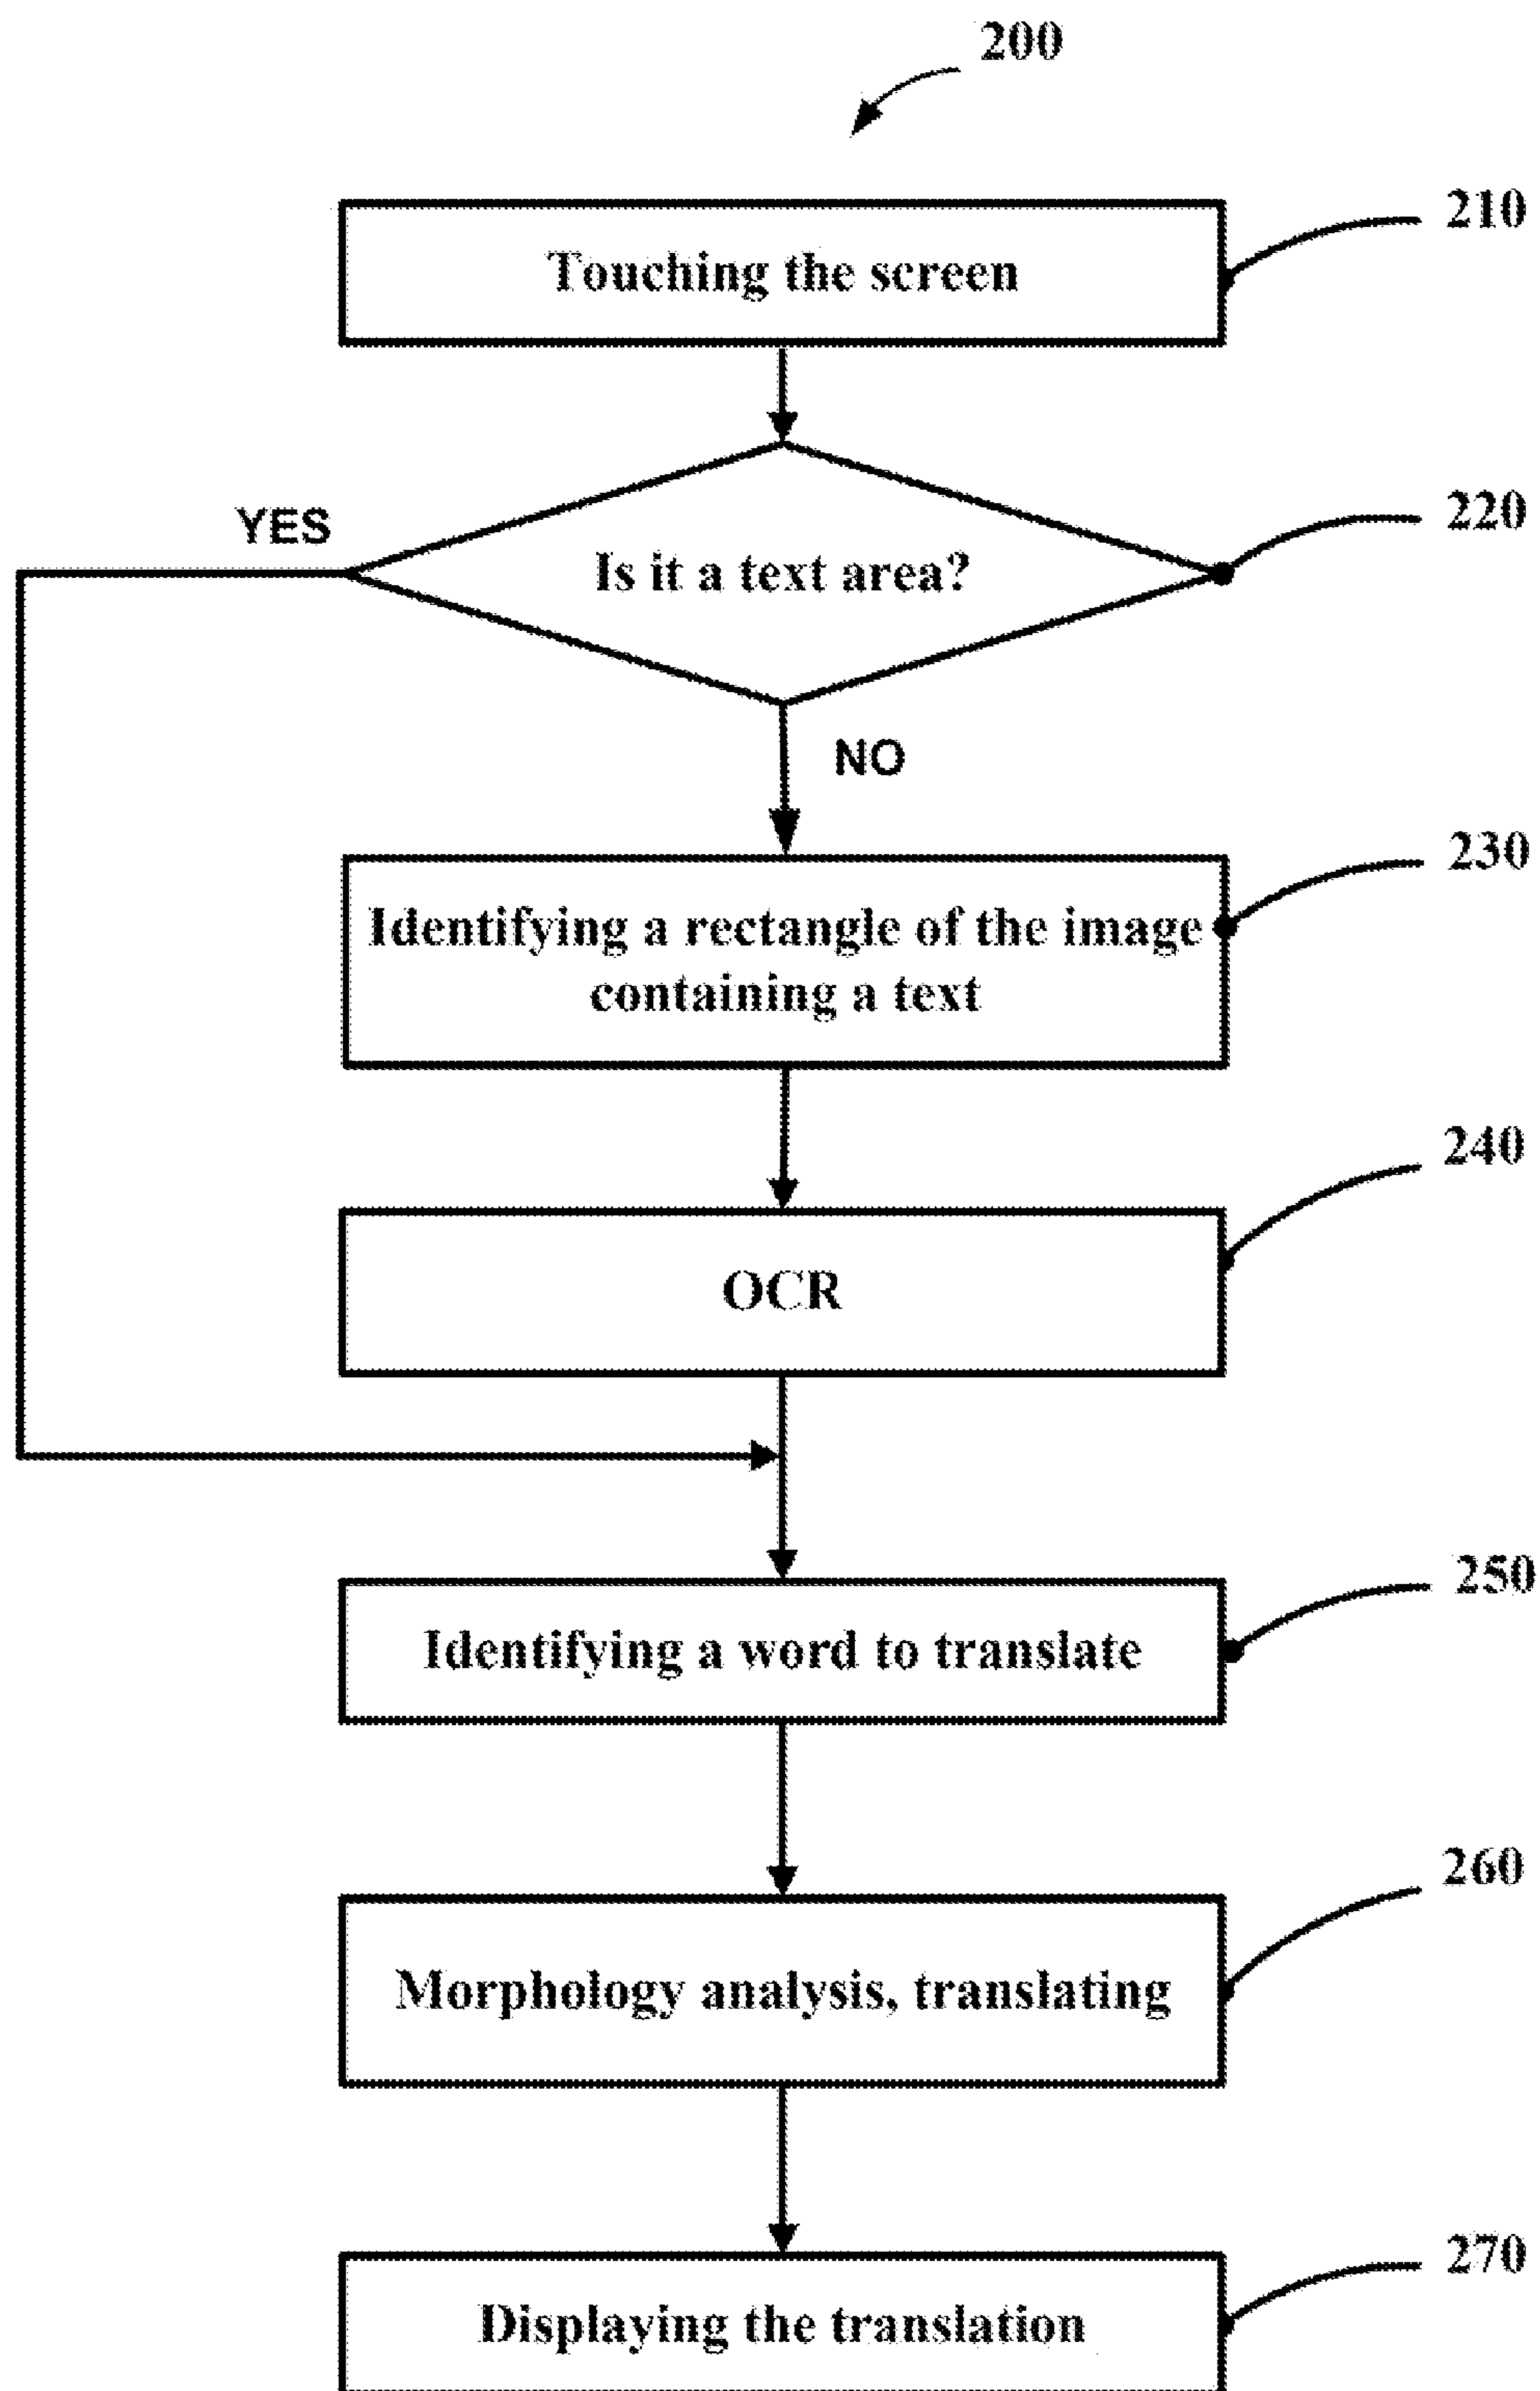 200
Touching the screen
210
Is it a text area?
220
YES
NO
Identifying a rectangle of the image
containing a text
230
OCR
240
Identifying a word to translate
250
Morphology analysis, translating
260
Displaying the translation
270